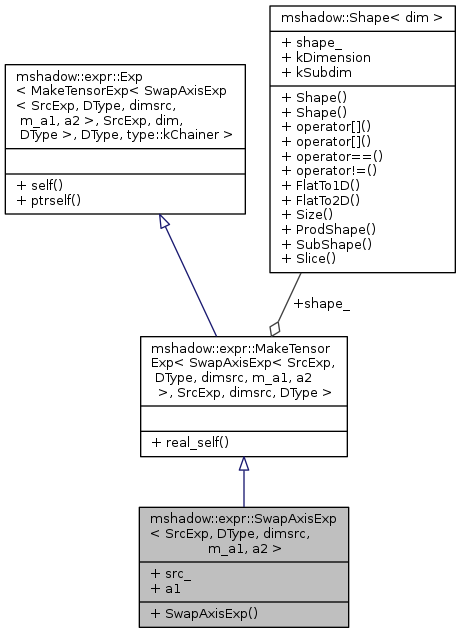 mshadow::Shape< dim >
+ shape_
+ kDimension
+ kSubdim
+ Shape()
+ Shape()
+ operator[]()
+ operator[]()
+ operator==()
+ operator!=()
+ FlatTo1D()
+ FlatTo2D()
+ Size()
+ ProdShape()
+ SubShape()
+ Slice()
mshadow::expr::Exp
< MakeTensorExp< SwapAxisExp
< SrcExp, DType, dimsrc,
m_a1, a2 >, SrcExp, dim,
DType >, DType, type::kChainer >
+ self()
+ ptrself()
+shape_
mshadow::expr::MakeTensor
Exp< SwapAxisExp< SrcExp,
DType, dimsrc, m_a1, a2
>, SrcExp, dimsrc, DType >
+ real_self()
mshadow::expr::SwapAxisExp
< SrcExp, DType, dimsrc,
m_a1, a2 >
+ src_
+ a1
+ SwapAxisExp()